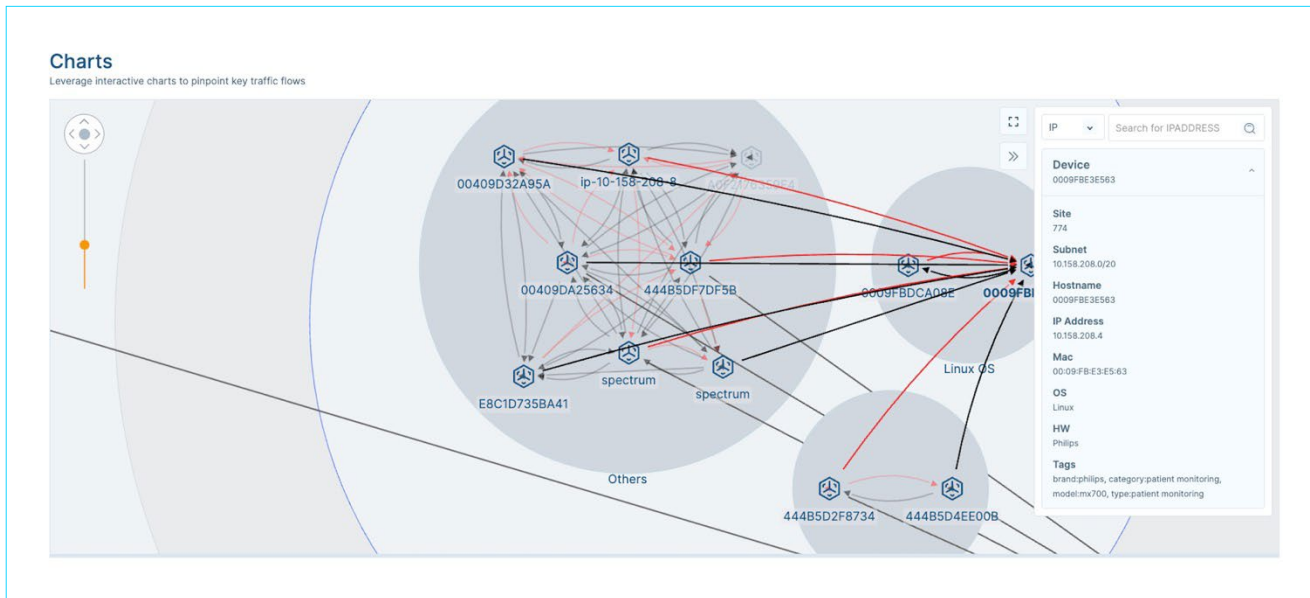 Charts
Leverage interactive charts to pinpoint key traffic flows
00409D32A95A
ip-10-158-208-8
00409DA25634
444B5DF7DF5B
E8C1D735BA41
spectrum
spectrum
Others
0009FBDCA08E
0009FB
Linux OS
444B5D2F8734
444B5D4EE00B
IP
Search for IPADDRESS
Device
0009FBE3E563
Site
774
Subnet
10.158.208.0/20
Hostname
0009FBE3E563
IP Address
10.158.208.4
Mac
00:09:FB:E3:E5:63
OS
Linux
HW
Philips
Tags
brand:philips, category:patient monitoring,
model:mx700, type:patient monitoring